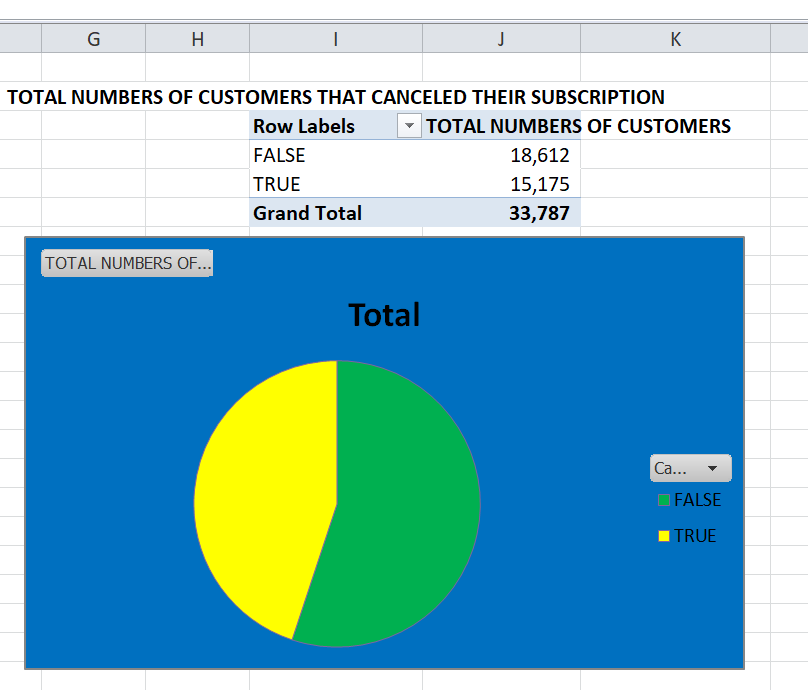 G H I J K
TOTAL NUMBERS OF CUSTOMERS THAT CANCELED THEIR SUBSCRIPTION
Row Labels TOTAL NUMBERS OF CUSTOMERS
FALSE 18,612
TRUE 15,175
Grand Total 33,787
TOTAL NUMBERS OF...
Total
Ca...
FALSE
TRUE